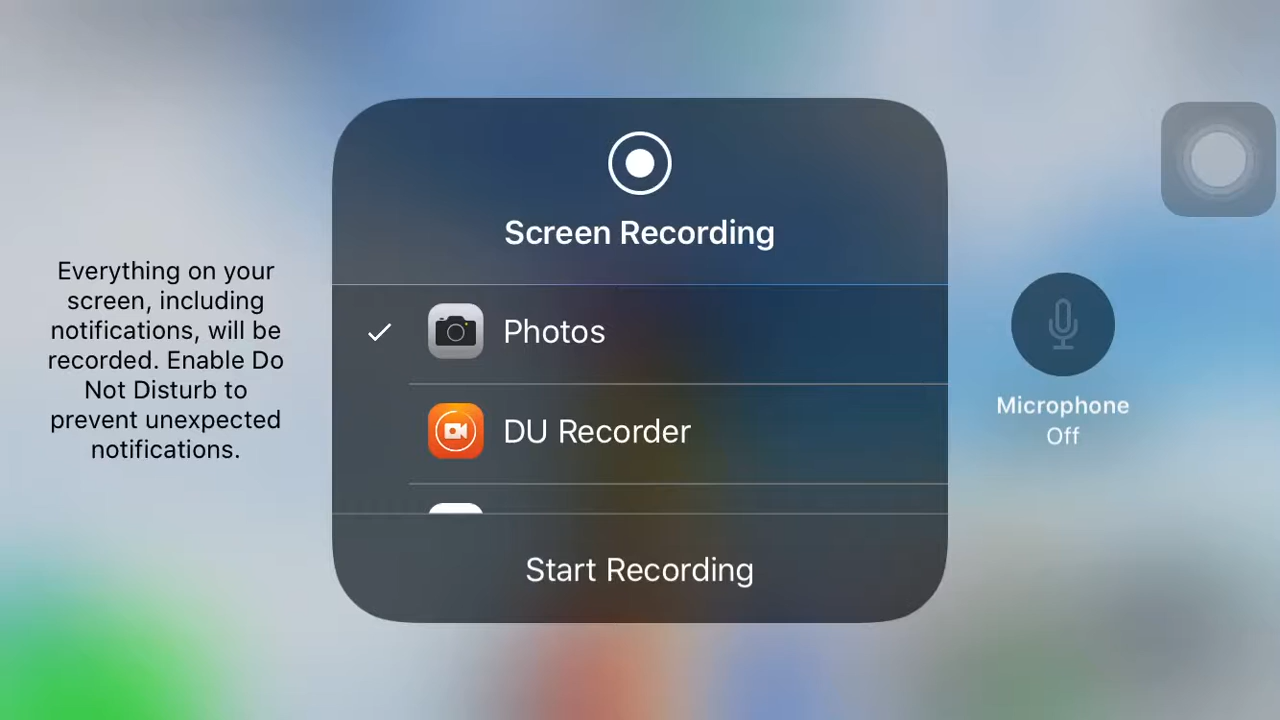 Screen Recording
Everything on your
screen, including
notifications, will be
recorded. Enable Do
Not Disturb to
prevent unexpected
notifications.
Photos
DU Recorder
Start Recording
Microphone
Off